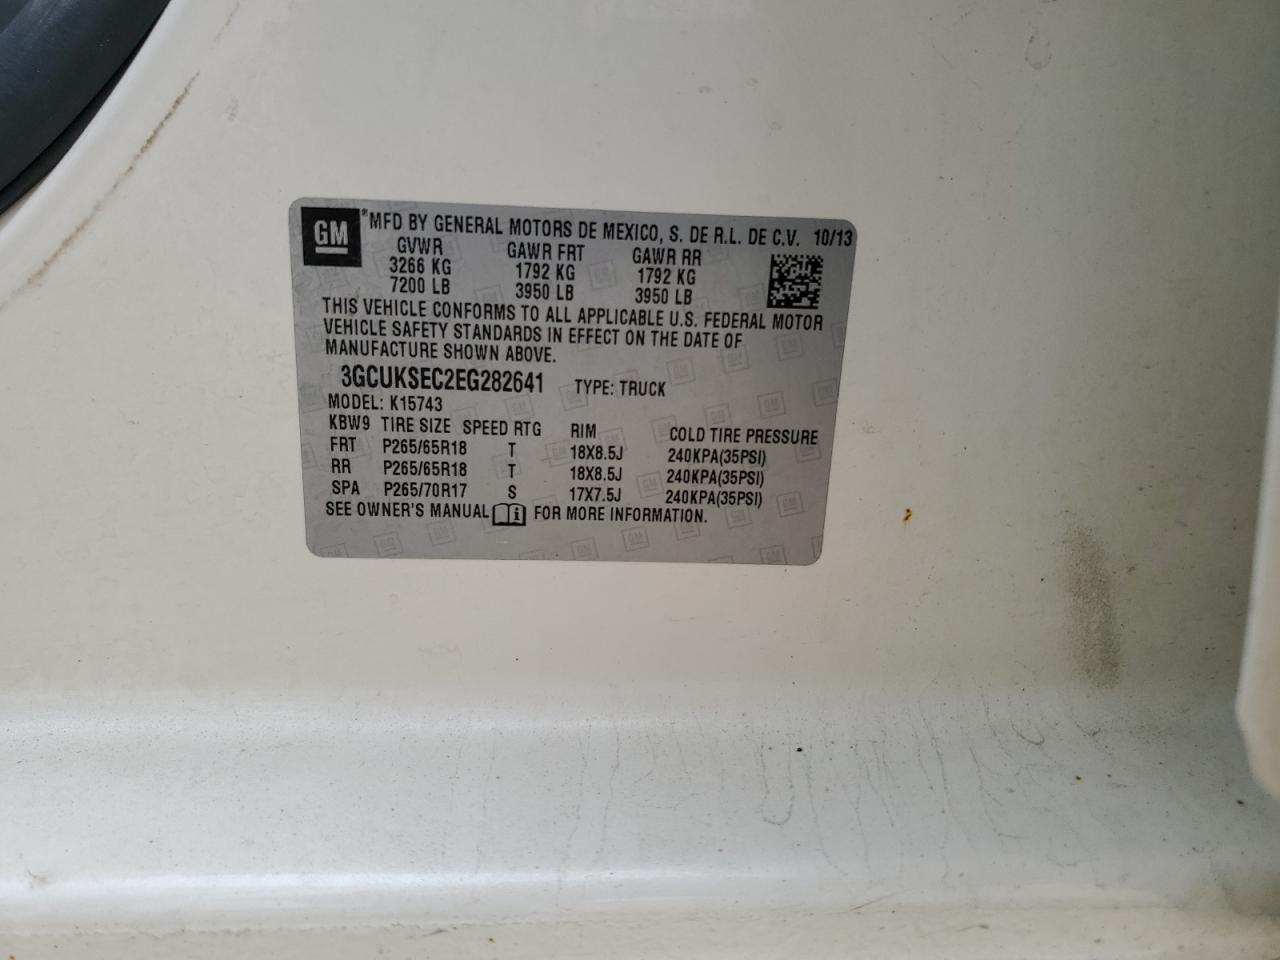 GM
MFD BY GENERAL MOTORS DE MEXICO, S. DE R.L. DE C.V. 10/13
GVWR GAWR FRT GAWR RR
3266 KG 1792 KG 1792 KG
7200 LB 3950 LB 3950 LB
THIS VEHICLE CONFORMS TO ALL APPLICABLE U.S. FEDERAL MOTOR
VEHICLE SAFETY STANDARDS IN EFFECT ON THE DATE OF
MANUFACTURE SHOWN ABOVE.
3GCUKSEC2EG282641 TYPE: TRUCK
MODEL: K15743
KBW9 TIRE SIZE SPEED RTG RIM COLD TIRE PRESSURE
FRT P265/65R18 T 18X8.5J 240KPA(35PSI)
RR P265/65R18 T 18X8.5J 240KPA(35PSI)
SPA P265/70R17 S 17X7.5J 240KPA(35PSI)
SEE OWNER'S MANUAL i FOR MORE INFORMATION.